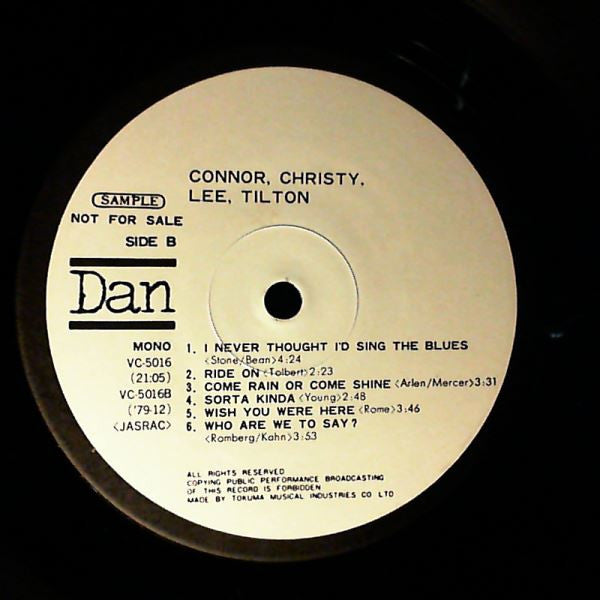 CONNOR, CHRISTY,
LEE, TILTON
SAMPLE
NOT FOR SALE
SIDE B
Dan
MONO
VC-5016
(21:05)
VC-5016B
('79·12)
<JASRAC>
1. I NEVER THOUGHT I'D SING THE BLUES
<Stone/Bean>4:24
2. RIDE ON <Tolbert>2:23
3. COME RAIN OR COME SHINE <Arlen/Mercer>3:31
4. SORTA KINDA <Young>2:48
5. WISH YOU WERE HERE <Rome>3:46
6. WHO ARE WE TO SAY?
<Romberg/Kahn>3:53
ALL RIGHTS RESERVED
COPYING PUBLIC PERFORMANCE BROADCASTING
OF THIS RECORD IS FORBIDDEN
MADE BY TOKUMA MUSICAL INDUSTRIES CO LTD